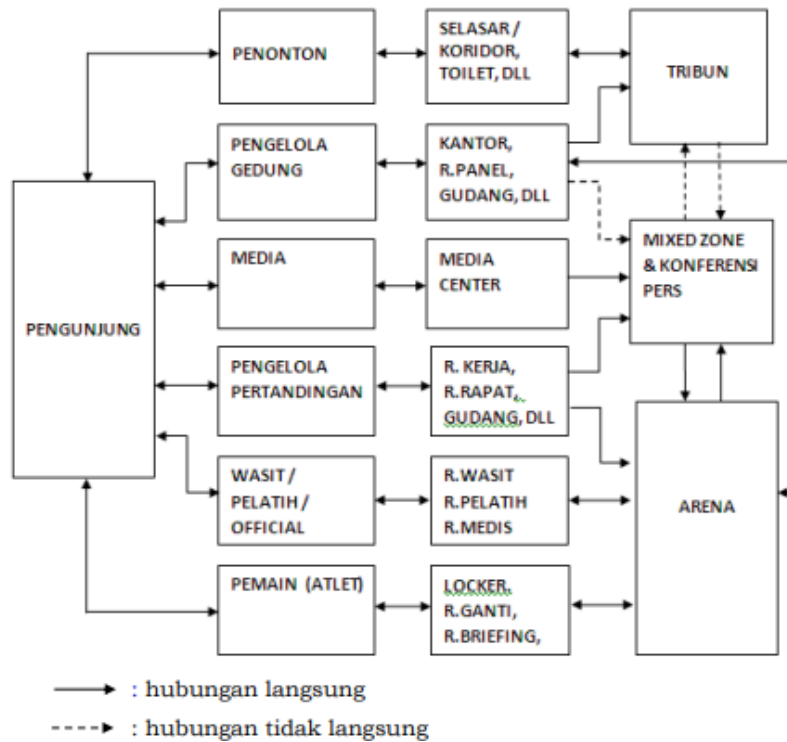 PENONTON
SELASAR /
KORIDOR,
TOILET, DLL
TRIBUN
PENGELOLA
GEDUNG
KANTOR,
R.PANEL,
GUDANG, DLL
MIXED ZONE
& KONFERENSI
PERS
MEDIA
MEDIA
CENTER
PENGUNJUNG
PENGELOLA
PERTANDINGAN
R. KERJA,
R.RAPAT,
GUDANG, DLL
WASIT /
PELATIH /
OFFICIAL
R.WASIT
R.PELATIH
R.MEDIS
ARENA
PEMAIN (ATLET)
LOCKER,
R.GANTI,
R.BRIEFING,
: hubungan langsung
: hubungan tidak langsung